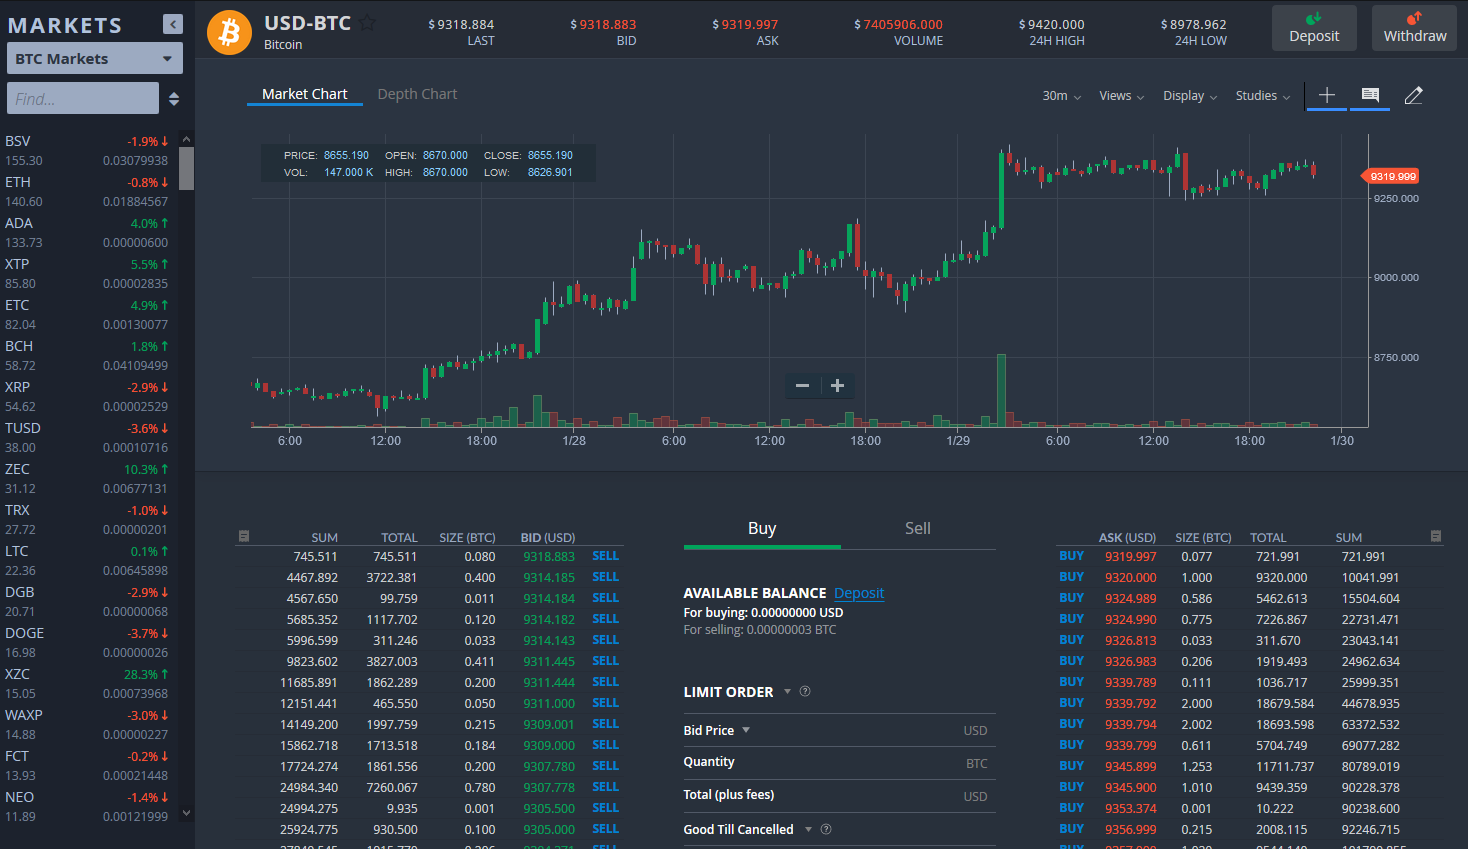 MARKETS
BTC Markets
Find...
BSV -1.9%
155.30 0.03079938
ETH -0.8%
140.60 0.01884567
ADA 4.0%
133.73 0.00000600
XTP 5.5%
85.80 0.00002835
ETC 4.9%
82.04 0.00130077
BCH 1.8%
58.72 0.04109499
XRP -2.9%
54.62 0.00002529
TUSD -3.6%
38.00 0.00010716
ZEC 10.3%
31.12 0.00677131
TRX -1.0%
27.72 0.00000201
LTC 0.1%
22.36 0.00645898
DGB -2.9%
20.71 0.00000068
DOGE -3.7%
16.98 0.00000026
XZC 28.3%
15.05 0.00073968
WAXP -3.0%
14.88 0.00000227
FCT -0.2%
13.93 0.00021448
NEO -1.4%
11.89 0.00121999
USD-BTC
Bitcoin
$ 9318.884
LAST
$ 9318.883
BID
$ 9319.997
ASK
$ 7405906.000
VOLUME
$ 9420.000
24H HIGH
$ 8978.962
24H LOW
Deposit
Withdraw
Market Chart Depth Chart
30m Views Display Studies
PRICE: 8655.190 OPEN: 8670.000 CLOSE: 8655.190
VOL: 147.000 K HIGH: 8670.000 LOW: 8626.901
9319.999
9250.000
9000.000
8750.000
6:00 12:00 18:00 1/28 6:00 12:00 18:00 1/29 6:00 12:00 18:00 1/30
SUM TOTAL SIZE (BTC) BID (USD)
745.511 745.511 0.080 9318.883 SELL
4467.892 3722.381 0.400 9314.185 SELL
4567.650 99.759 0.011 9314.184 SELL
5685.352 1117.702 0.120 9314.182 SELL
5996.599 311.246 0.033 9314.143 SELL
9823.602 3827.003 0.411 9311.445 SELL
11685.891 1862.289 0.200 9311.444 SELL
12151.441 465.550 0.050 9311.000 SELL
14149.200 1997.759 0.215 9309.001 SELL
15862.718 1713.518 0.184 9309.000 SELL
17724.274 1861.556 0.200 9307.780 SELL
24984.340 7260.067 0.780 9307.778 SELL
24994.275 9.935 0.001 9305.500 SELL
25924.775 930.500 0.100 9305.000 SELL
Buy Sell
AVAILABLE BALANCE Deposit
For buying: 0.00000000 USD
For selling: 0.00000003 BTC
LIMIT ORDER
Bid Price USD
Quantity BTC
Total (plus fees) USD
Good Till Cancelled
ASK (USD) SIZE (BTC) TOTAL SUM
BUY 9319.997 0.077 721.991 721.991
BUY 9320.000 1.000 9320.000 10041.991
BUY 9324.989 0.586 5462.613 15504.604
BUY 9324.990 0.775 7226.867 22731.471
BUY 9326.813 0.033 311.670 23043.141
BUY 9326.983 0.206 1919.493 24962.634
BUY 9339.789 0.111 1036.717 25999.351
BUY 9339.792 2.000 18679.584 44678.935
BUY 9339.794 2.002 18693.598 63372.532
BUY 9339.799 0.611 5704.749 69077.282
BUY 9345.899 1.253 11711.737 80789.019
BUY 9345.900 1.010 9439.359 90228.378
BUY 9353.374 0.001 10.222 90238.600
BUY 9356.999 0.215 2008.115 92246.715